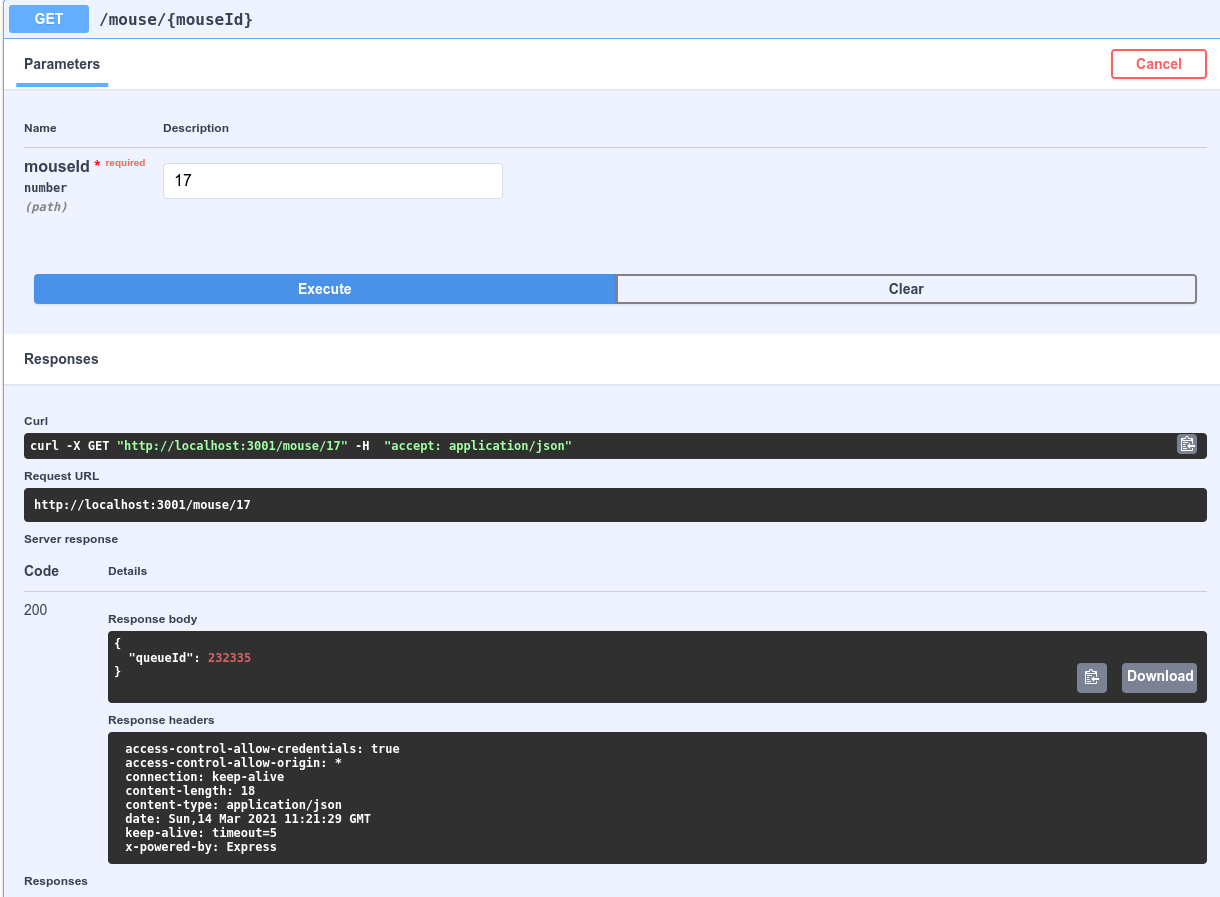 GET /mouse/{mouseId}
Parameters Cancel
Name Description
mouseId * required 17
number
(path)
Execute Clear
Responses
Curl
curl -X GET "http://localhost:3001/mouse/17" -H  "accept: application/json"
Request URL
http://localhost:3001/mouse/17
Server response
Code Details
200
Response body
{
  "queueId": 232335
}
Download
Response headers
access-control-allow-credentials: true
access-control-allow-origin: *
connection: keep-alive
content-length: 18
content-type: application/json
date: Sun,14 Mar 2021 11:21:29 GMT
keep-alive: timeout=5
x-powered-by: Express
Responses